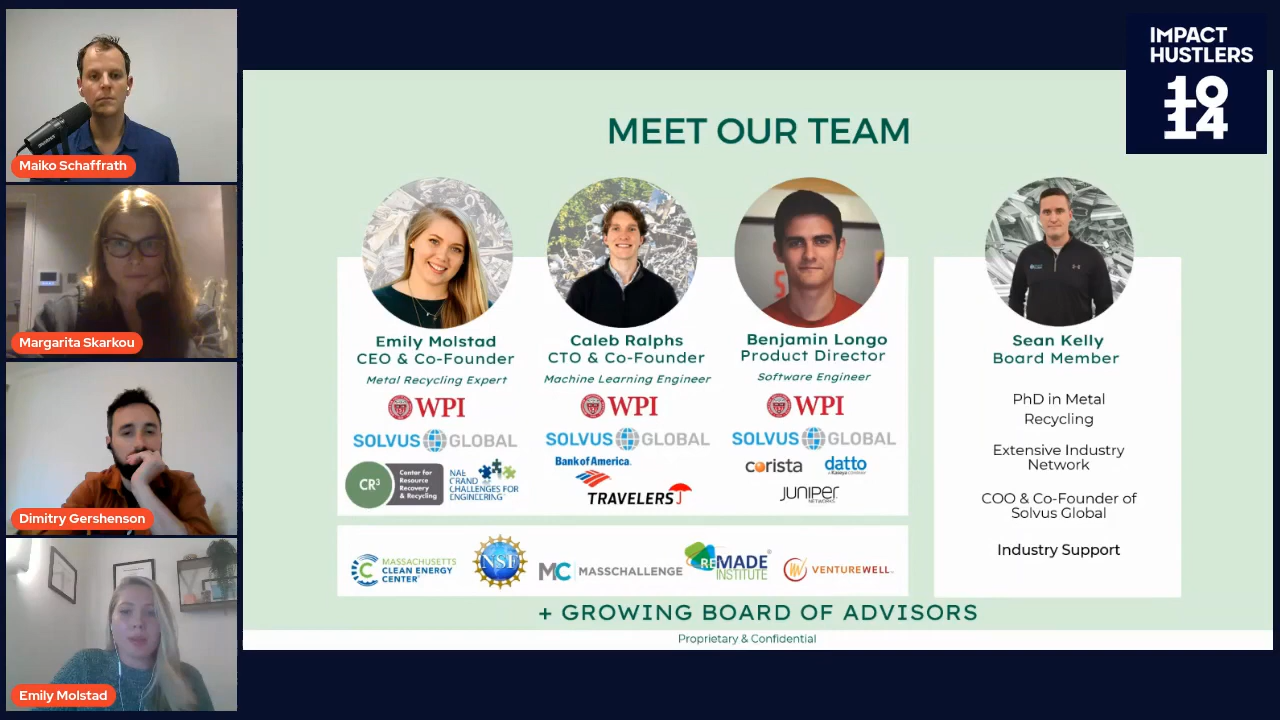 Maiko Schaffrath
Margarita Skarkou
Dimitry Gershenson
Emily Molstad
IMPACT
HUSTLERS
10
14
MEET OUR TEAM
Emily Molstad
CEO & Co-Founder
Metal Recycling Expert
WPI
SOLVUS GLOBAL
CR³
Center for
Resource
Recovery
& Recycling
NAE
GRAND
CHALLENGES FOR
ENGINEERING
Caleb Ralphs
CTO & Co-Founder
Machine Learning Engineer
WPI
SOLVUS GLOBAL
Bank of America.
TRAVELERS
Benjamin Longo
Product Director
Software Engineer
WPI
SOLVUS GLOBAL
corista
datto
JUNIPER
NETWORKS
Sean Kelly
Board Member
PhD in Metal
Recycling
Extensive Industry
Network
COO & Co-Founder of
Solvus Global
Industry Support
MASSACHUSETTS
CLEAN ENERGY
CENTER
NSF
MC MASSCHALLENGE
REMADE
INSTITUTE
VENTUREWELL
+ GROWING BOARD OF ADVISORS
Proprietary & Confidential